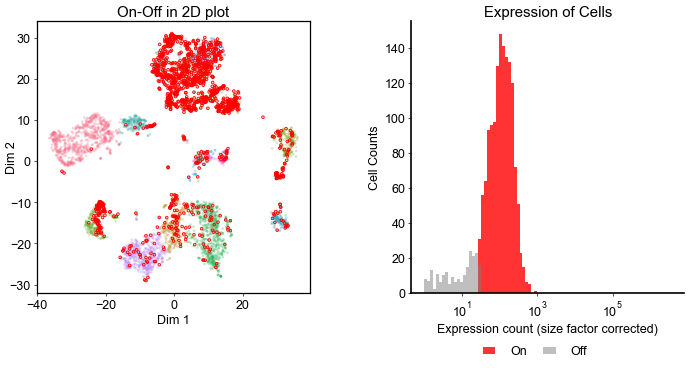 On-Off in 2D plot
Dim 2
30
20
10
0
−10
−20
−30
−40
−20
0
20
Dim 1
Expression of Cells
Cell Counts
140
120
100
80
60
40
20
0
10^1
10^3
10^5
Expression count (size factor corrected)
On
Off